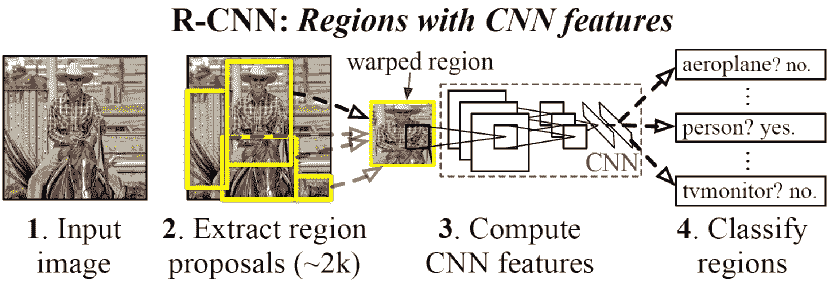 R-CNN: Regions with CNN features
warped region
CNN
aeroplane? no.
⋮
person? yes.
⋮
tvmonitor? no.
1. Input
image
2. Extract region
proposals (~2k)
3. Compute
CNN features
4. Classify
regions